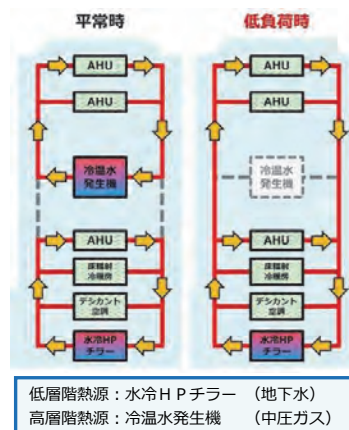 平常時
低負荷時
AHU
AHU
冷温水
発生機
AHU
床輻射
冷暖房
デシカント
空調
水冷HP
チラー
AHU
AHU
冷温水
発生機
AHU
床輻射
冷暖房
デシカント
空調
水冷HP
チラー
低層階熱源：水冷ＨＰチラー （地下水）
高層階熱源：冷温水発生機 （中圧ガス）